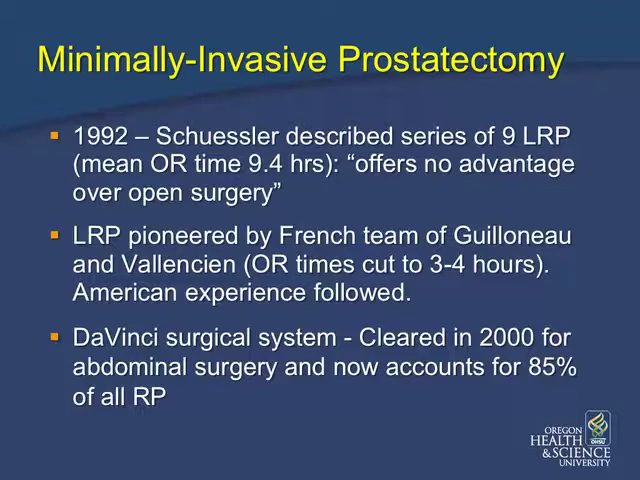 Minimally-Invasive Prostatectomy
▪ 1992 – Schuessler described series of 9 LRP
(mean OR time 9.4 hrs): “offers no advantage
over open surgery”
▪ LRP pioneered by French team of Guilloneau
and Vallencien (OR times cut to 3-4 hours).
American experience followed.
▪ DaVinci surgical system - Cleared in 2000 for
abdominal surgery and now accounts for 85%
of all RP
OREGON
HEALTH
&SCIENCE
UNIVERSITY
OHSU